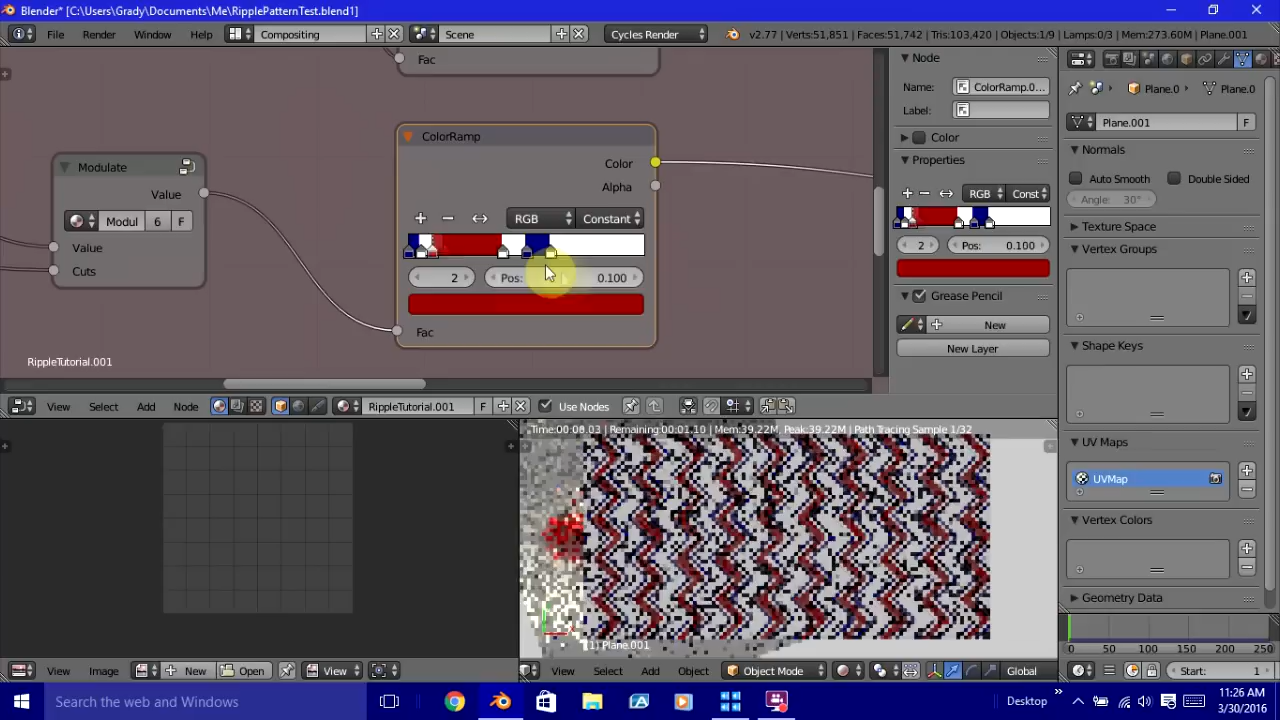 Blender* [C:\Users\Grady\Documents\Me\RipplePatternTest.blend1]
File Render Window Help Compositing Scene Cycles Render v2.77 | Verts:51,851 | Faces:51,742 | Tris:103,420 | Objects:1/9 | Lamps:0/3 | Mem:273.60M | Plane.001
Fac
Node
Name: ColorRamp.0...
Label:
Plane.0 Plane.0
Plane.001 F
ColorRamp
Color
Normals
Modulate
Color
Properties
Auto Smooth Double Sided
Value
Alpha
RGB Const
Angle: 30°
Modul 6 F
RGB Constant
Texture Space
Value
2 Pos: 0.100
Vertex Groups
Cuts
2 Pos: 0.100
Grease Pencil
New
Fac
Shape Keys
New Layer
RippleTutorial.001
View Select Add Node RippleTutorial.001 F Use Nodes
Time:00:08.03 | Remaining:00:01.10 | Mem:39.22M, Peak:39.22M | Path Tracing Sample 1/32
UV Maps
UVMap
Vertex Colors
Geometry Data
(1) Plane.001
0 50 100 150 200 250
View Image New Open View
View Select Add Object Object Mode Global
Start: 1
Search the web and Windows
Desktop
11:26 AM
3/30/2016